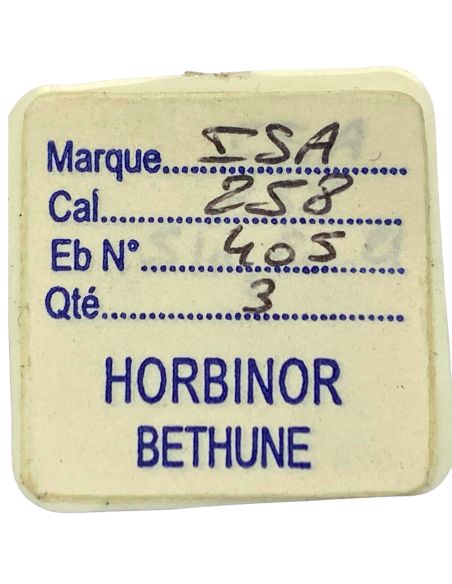 Marque..... ISA
Cal..... 258
Eb N°..... 405
Qté..... 3
HORBINOR
BETHUNE